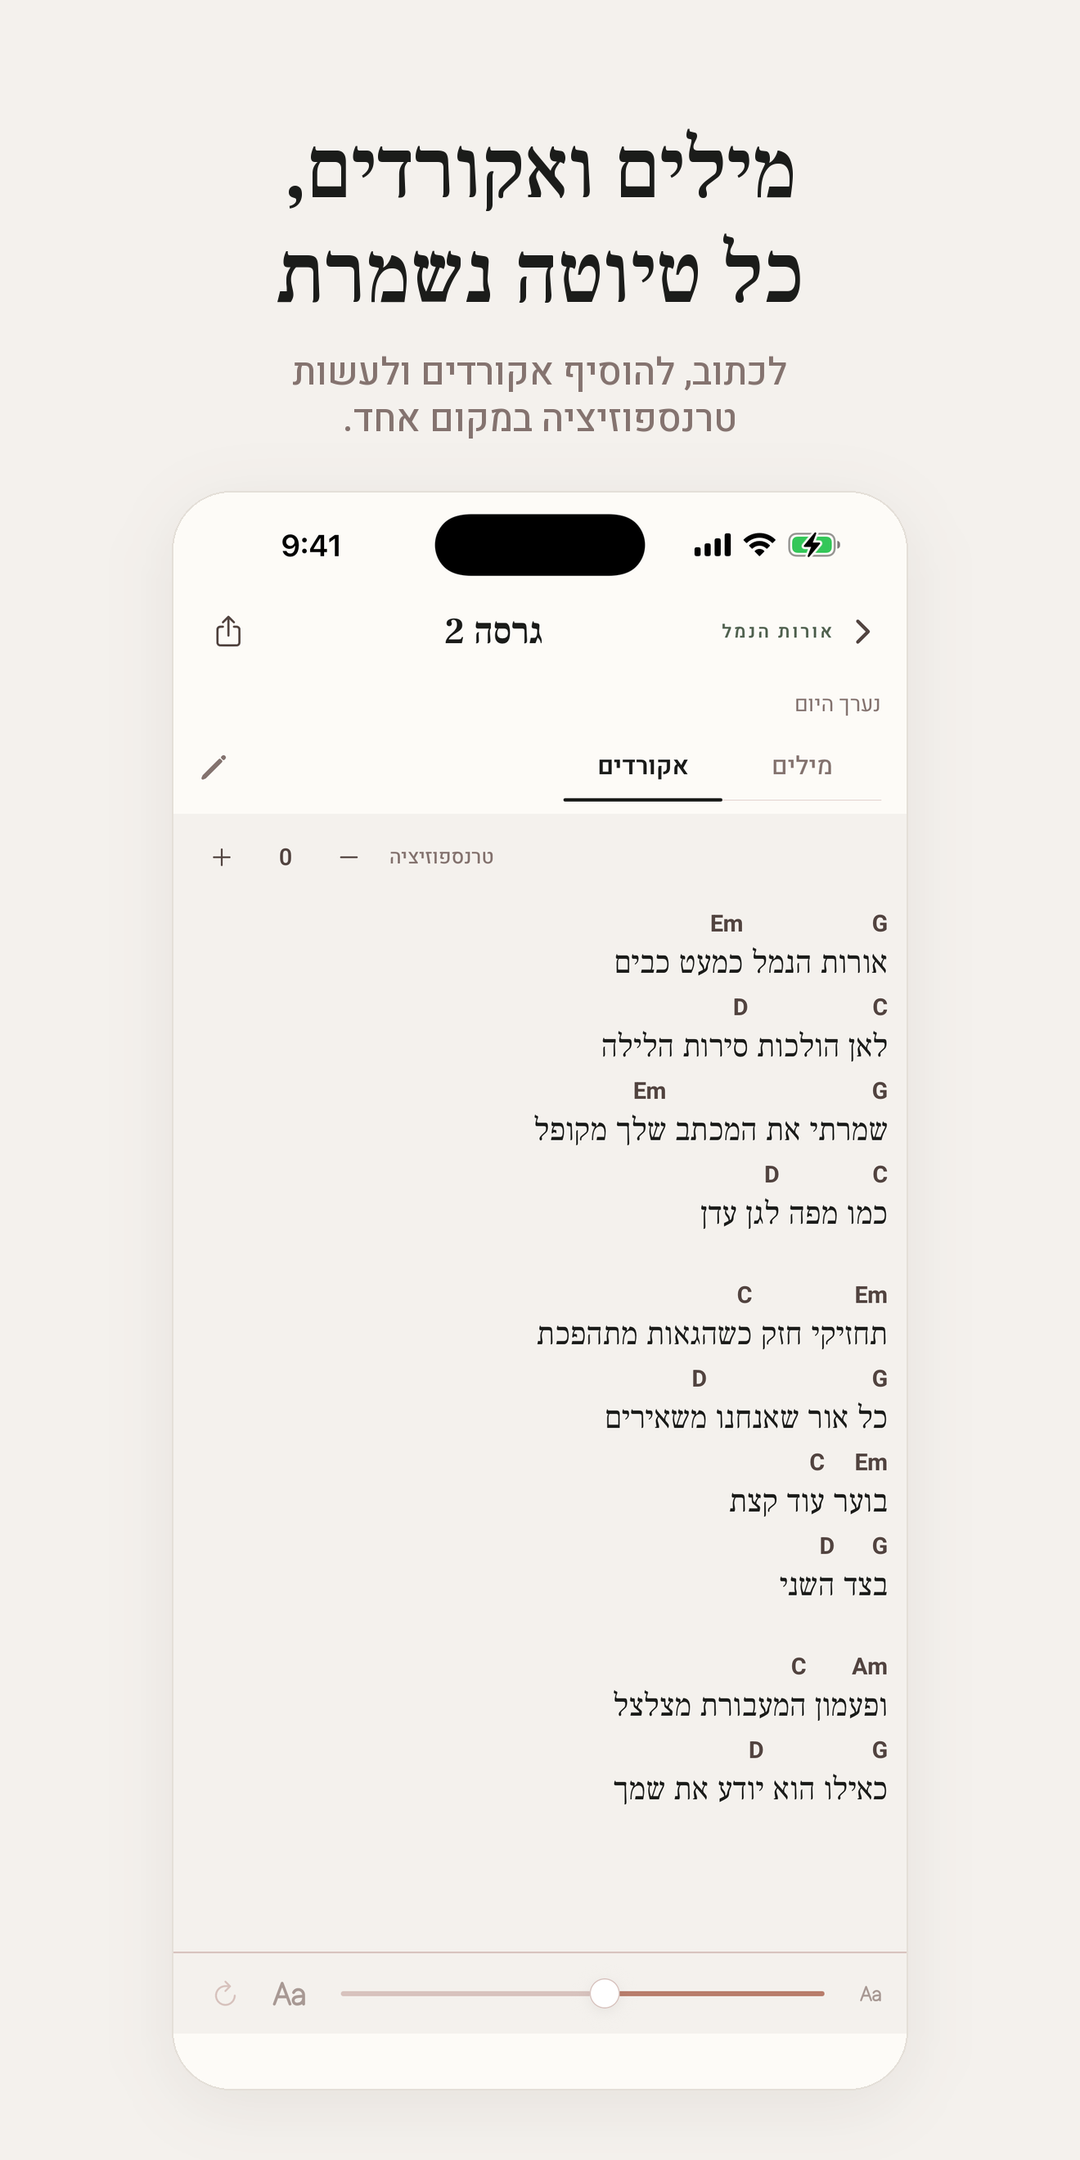 מילים ואקורדים,
כל טיוטה נשמרת
לכתוב, להוסיף אקורדים ולעשות
טרנספוזיציה במקום אחד.
9:41
אורות הנמל
גרסה 2
נערך היום
מילים אקורדים
טרנספוזיציה − 0 +
G Em
אורות הנמל כמעט כבים
C D
לאן הולכות סירות הלילה
G Em
שמרתי את המכתב שלך מקופל
C D
כמו מפה לגן עדן
Em C
תחזיקי חזק כשהגאות מתהפכת
G D
כל אור שאנחנו משאירים
Em C
בוער עוד קצת
G D
בצד השני
Am C
ופעמון המעבורת מצלצל
G D
כאילו הוא יודע את שמך
Aa Aa